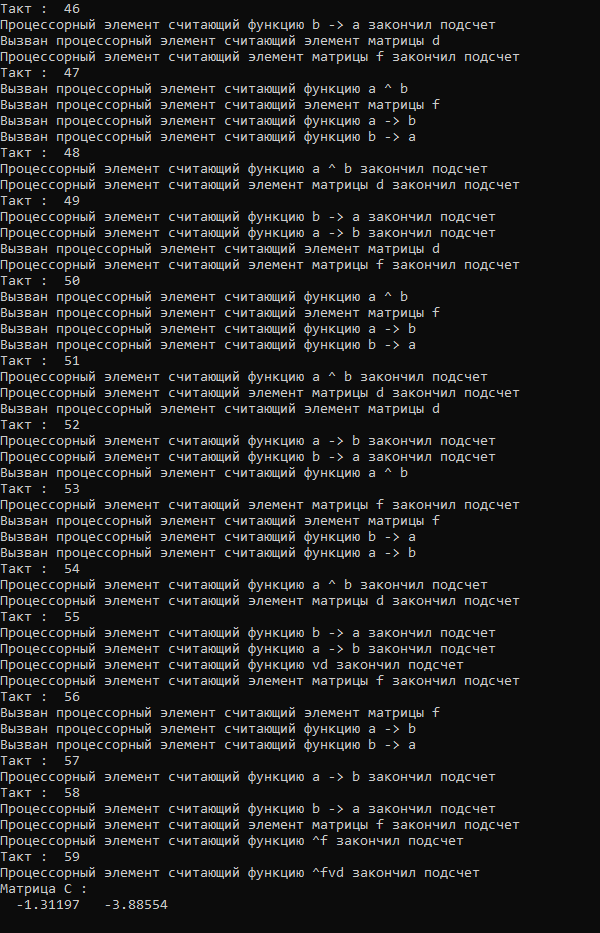 Такт :  46
Процессорный элемент считающий функцию b -> a закончил подсчет
Вызван процессорный элемент считающий элемент матрицы d
Процессорный элемент считающий элемент матрицы f закончил подсчет
Такт :  47
Вызван процессорный элемент считающий функцию a ^ b
Вызван процессорный элемент считающий элемент матрицы f
Вызван процессорный элемент считающий функцию a -> b
Вызван процессорный элемент считающий функцию b -> a
Такт :  48
Процессорный элемент считающий функцию a ^ b закончил подсчет
Процессорный элемент считающий элемент матрицы d закончил подсчет
Такт :  49
Процессорный элемент считающий функцию b -> a закончил подсчет
Процессорный элемент считающий функцию a -> b закончил подсчет
Вызван процессорный элемент считающий элемент матрицы d
Процессорный элемент считающий элемент матрицы f закончил подсчет
Такт :  50
Вызван процессорный элемент считающий функцию a ^ b
Вызван процессорный элемент считающий элемент матрицы f
Вызван процессорный элемент считающий функцию a -> b
Вызван процессорный элемент считающий функцию b -> a
Такт :  51
Процессорный элемент считающий функцию a ^ b закончил подсчет
Процессорный элемент считающий элемент матрицы d закончил подсчет
Вызван процессорный элемент считающий элемент матрицы d
Такт :  52
Процессорный элемент считающий функцию a -> b закончил подсчет
Процессорный элемент считающий функцию b -> a закончил подсчет
Вызван процессорный элемент считающий функцию a ^ b
Такт :  53
Процессорный элемент считающий элемент матрицы f закончил подсчет
Вызван процессорный элемент считающий элемент матрицы f
Вызван процессорный элемент считающий функцию b -> a
Вызван процессорный элемент считающий функцию a -> b
Такт :  54
Процессорный элемент считающий функцию a ^ b закончил подсчет
Процессорный элемент считающий элемент матрицы d закончил подсчет
Такт :  55
Процессорный элемент считающий функцию b -> a закончил подсчет
Процессорный элемент считающий функцию a -> b закончил подсчет
Процессорный элемент считающий функцию vd закончил подсчет
Процессорный элемент считающий элемент матрицы f закончил подсчет
Такт :  56
Вызван процессорный элемент считающий элемент матрицы f
Вызван процессорный элемент считающий функцию a -> b
Вызван процессорный элемент считающий функцию b -> a
Такт :  57
Процессорный элемент считающий функцию a -> b закончил подсчет
Такт :  58
Процессорный элемент считающий функцию b -> a закончил подсчет
Процессорный элемент считающий элемент матрицы f закончил подсчет
Процессорный элемент считающий функцию ^f закончил подсчет
Такт :  59
Процессорный элемент считающий функцию ^fvd закончил подсчет
Матрица C :
  -1.31197   -3.88554